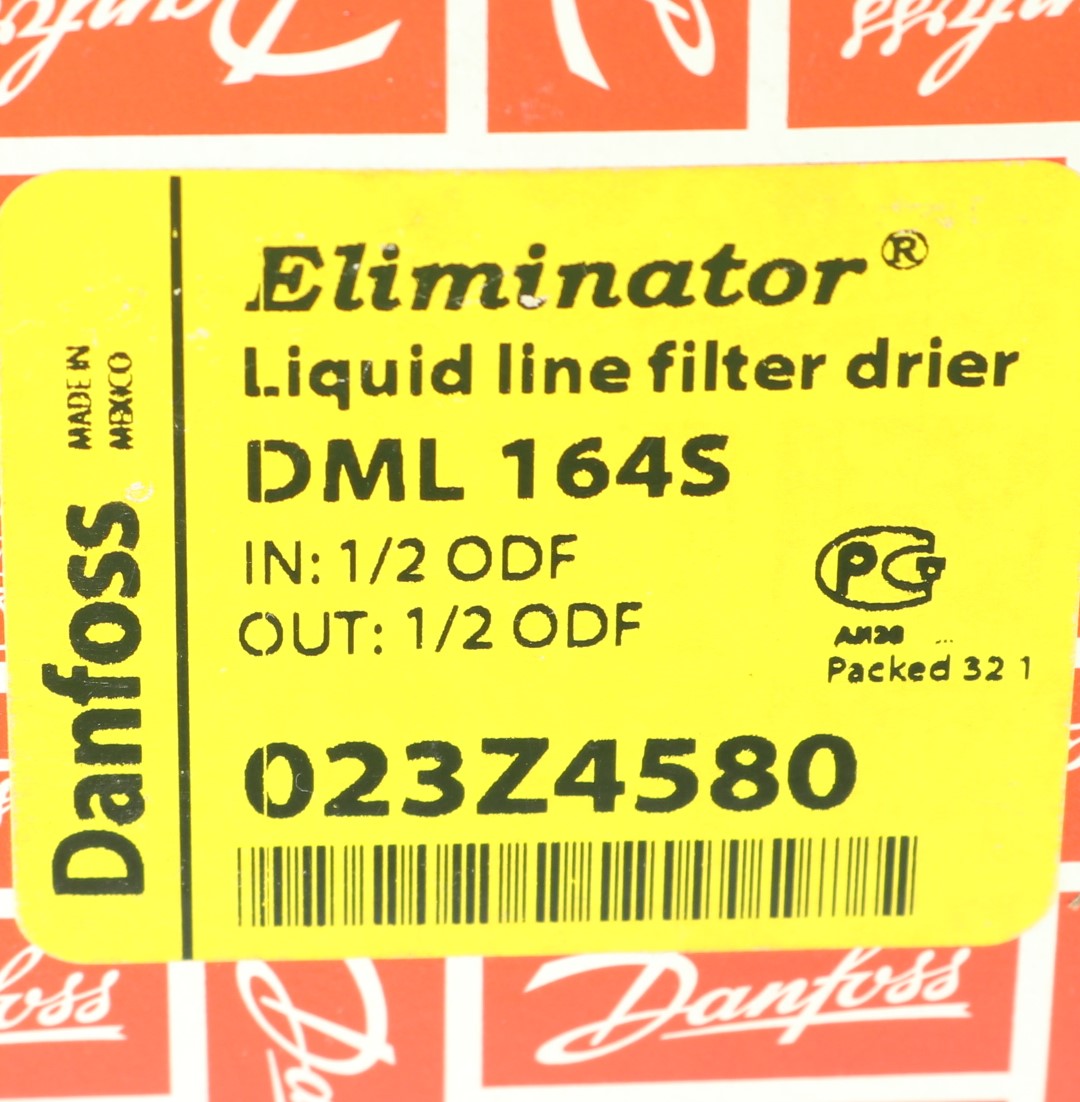 Danfoss
MADE IN
MEXICO
Eliminator®
Liquid line filter drier
DML 164S
IN: 1/2 ODF
OUT: 1/2 ODF
Packed 32 1
023Z4580
Danfoss